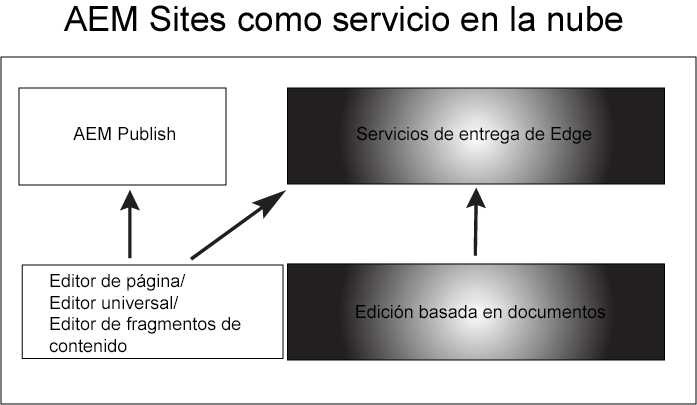 AEM Sites como servicio en la nube
AEM Publish
Servicios de entrega de Edge
Editor de página/
Editor universal/
Editor de fragmentos de
contenido
Edición basada en documentos